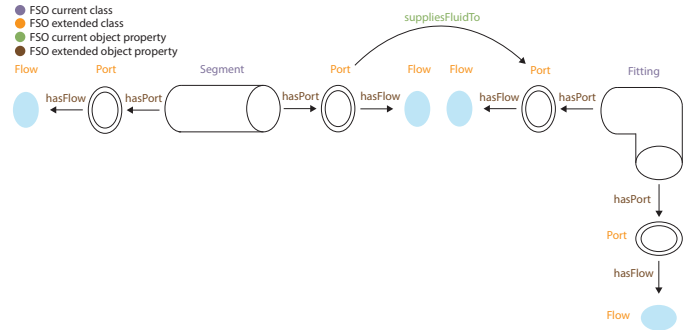 FSO current class
FSO extended class
FSO current object property
FSO extended object property
suppliesFluidTo
Flow Port Segment Port Flow Flow Port Fitting
hasFlow hasPort hasPort hasFlow hasFlow hasPort
hasPort
Port
hasFlow
Flow